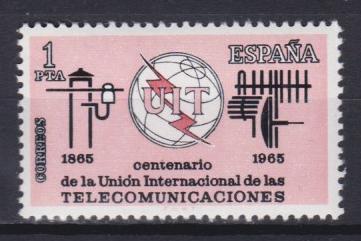 1
PTA
ESPAÑA
UIT
CORREOS
1865
1965
centenario
de la Unión Internacional de las
TELECOMUNICACIONES